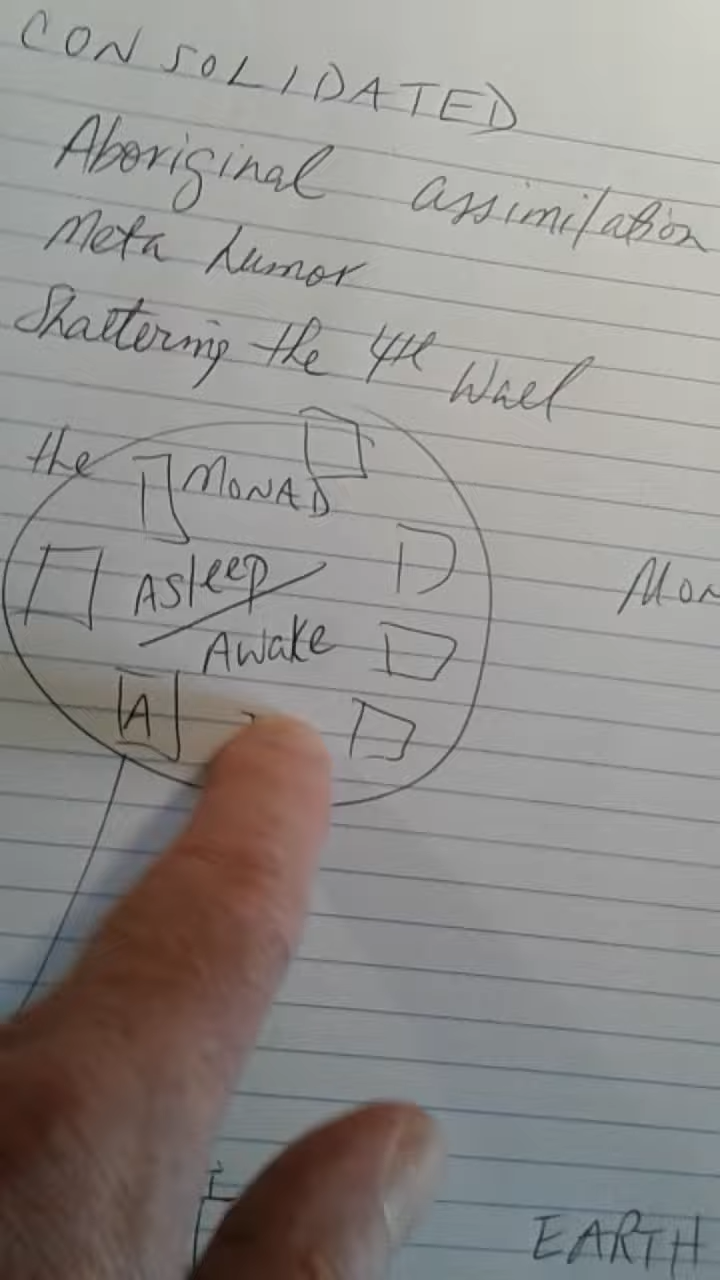 CONSOLIDATED
Aboriginal assimilation
Meta humor
Shattering the 4th Wall
the MONAD
ASleep
Awake
A
EARTH